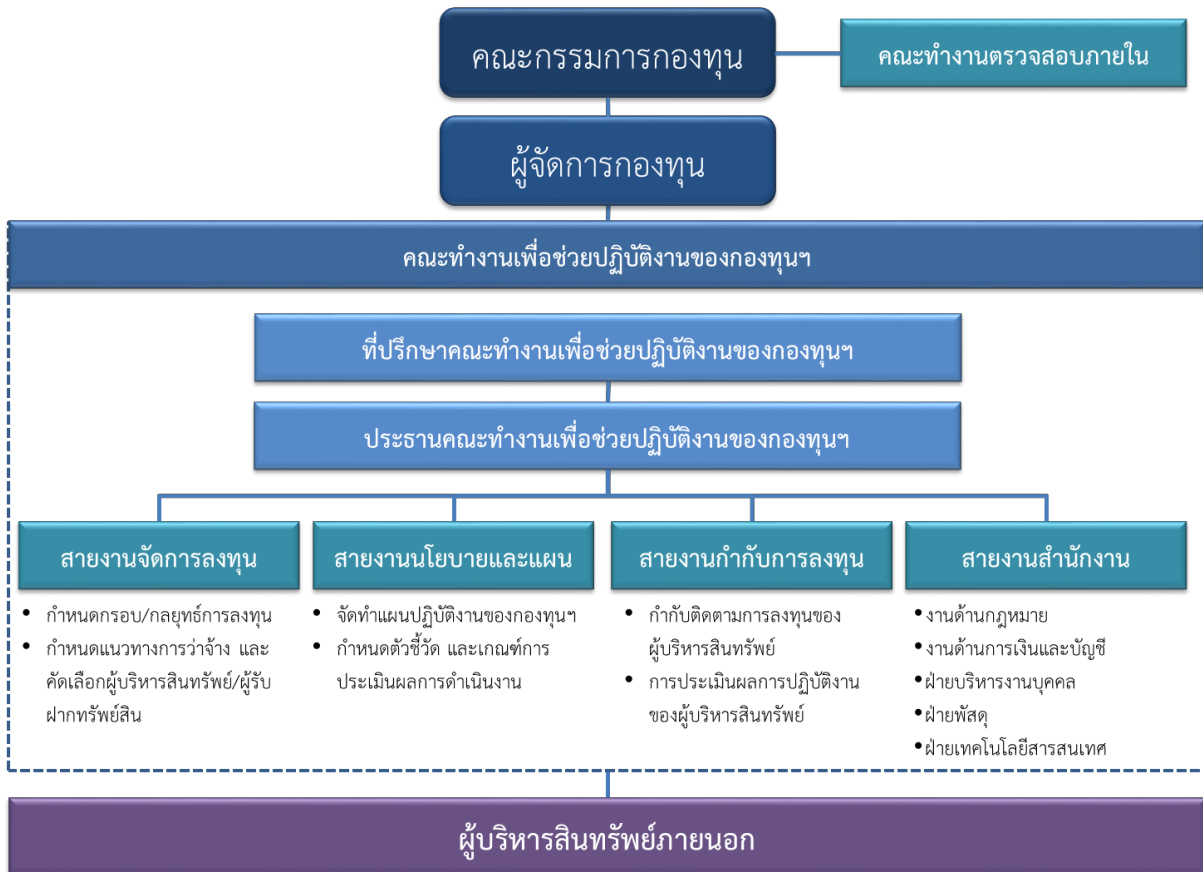 คณะกรรมการกองทุน
คณะทำงานตรวจสอบภายใน
ผู้จัดการกองทุน
คณะทำงานเพื่อช่วยปฏิบัติงานของกองทุนฯ
ที่ปรึกษาคณะทำงานเพื่อช่วยปฏิบัติงานของกองทุนฯ
ประธานคณะทำงานเพื่อช่วยปฏิบัติงานของกองทุนฯ
สายงานจัดการลงทุน
• กำหนดกรอบ/กลยุทธ์การลงทุน
• กำหนดแนวทางการว่าจ้าง และ
คัดเลือกผู้บริหารสินทรัพย์/ผู้รับ
ฝากทรัพย์สิน
สายงานนโยบายและแผน
• จัดทำแผนปฏิบัติงานของกองทุนฯ
• กำหนดตัวชี้วัด และเกณฑ์การ
ประเมินผลการดำเนินงาน
สายงานกำกับการลงทุน
• กำกับติดตามการลงทุนของ
ผู้บริหารสินทรัพย์
• การประเมินผลการปฏิบัติงาน
ของผู้บริหารสินทรัพย์
สายงานสำนักงาน
• งานด้านกฎหมาย
• งานด้านการเงินและบัญชี
• ฝ่ายบริหารงานบุคคล
• ฝ่ายพัสดุ
• ฝ่ายเทคโนโลยีสารสนเทศ
ผู้บริหารสินทรัพย์ภายนอก